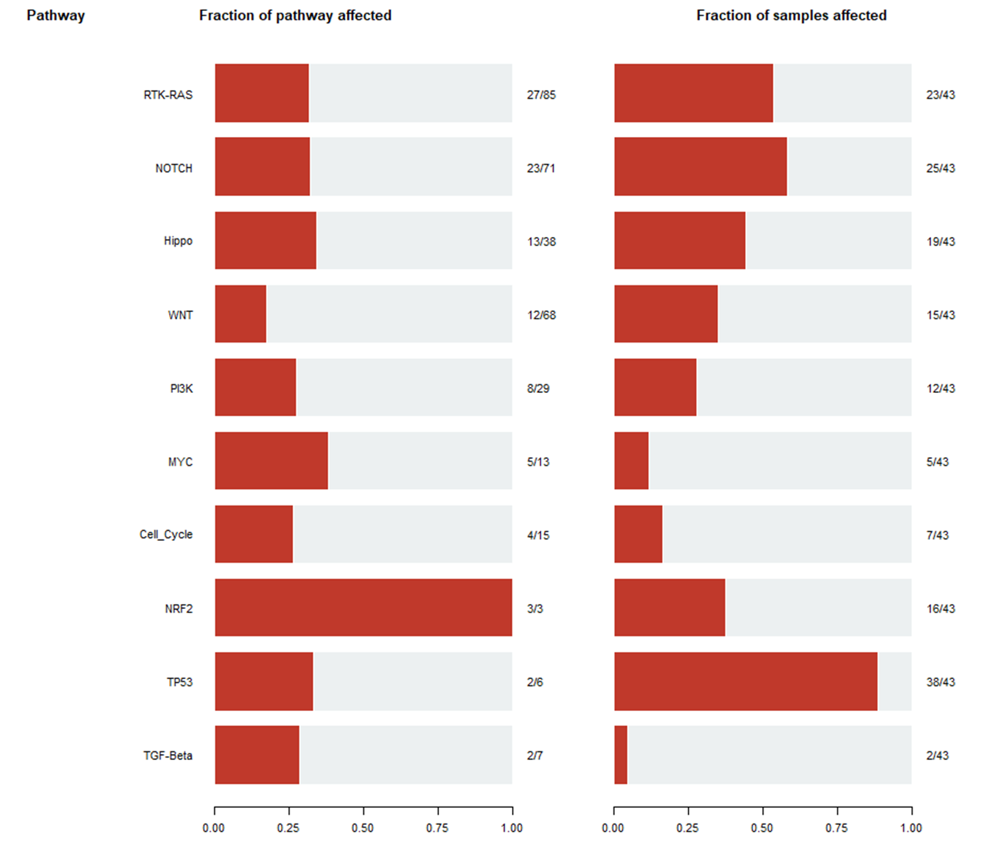 Pathway Fraction of pathway affected Fraction of samples affected
RTK-RAS 27/85 23/43
NOTCH 23/71 25/43
Hippo 13/38 19/43
WNT 12/68 15/43
PI3K 8/29 12/43
MYC 5/13 5/43
Cell_Cycle 4/15 7/43
NRF2 3/3 16/43
TP53 2/6 38/43
TGF-Beta 2/7 2/43
0.00 0.25 0.50 0.75 1.00 0.00 0.25 0.50 0.75 1.00